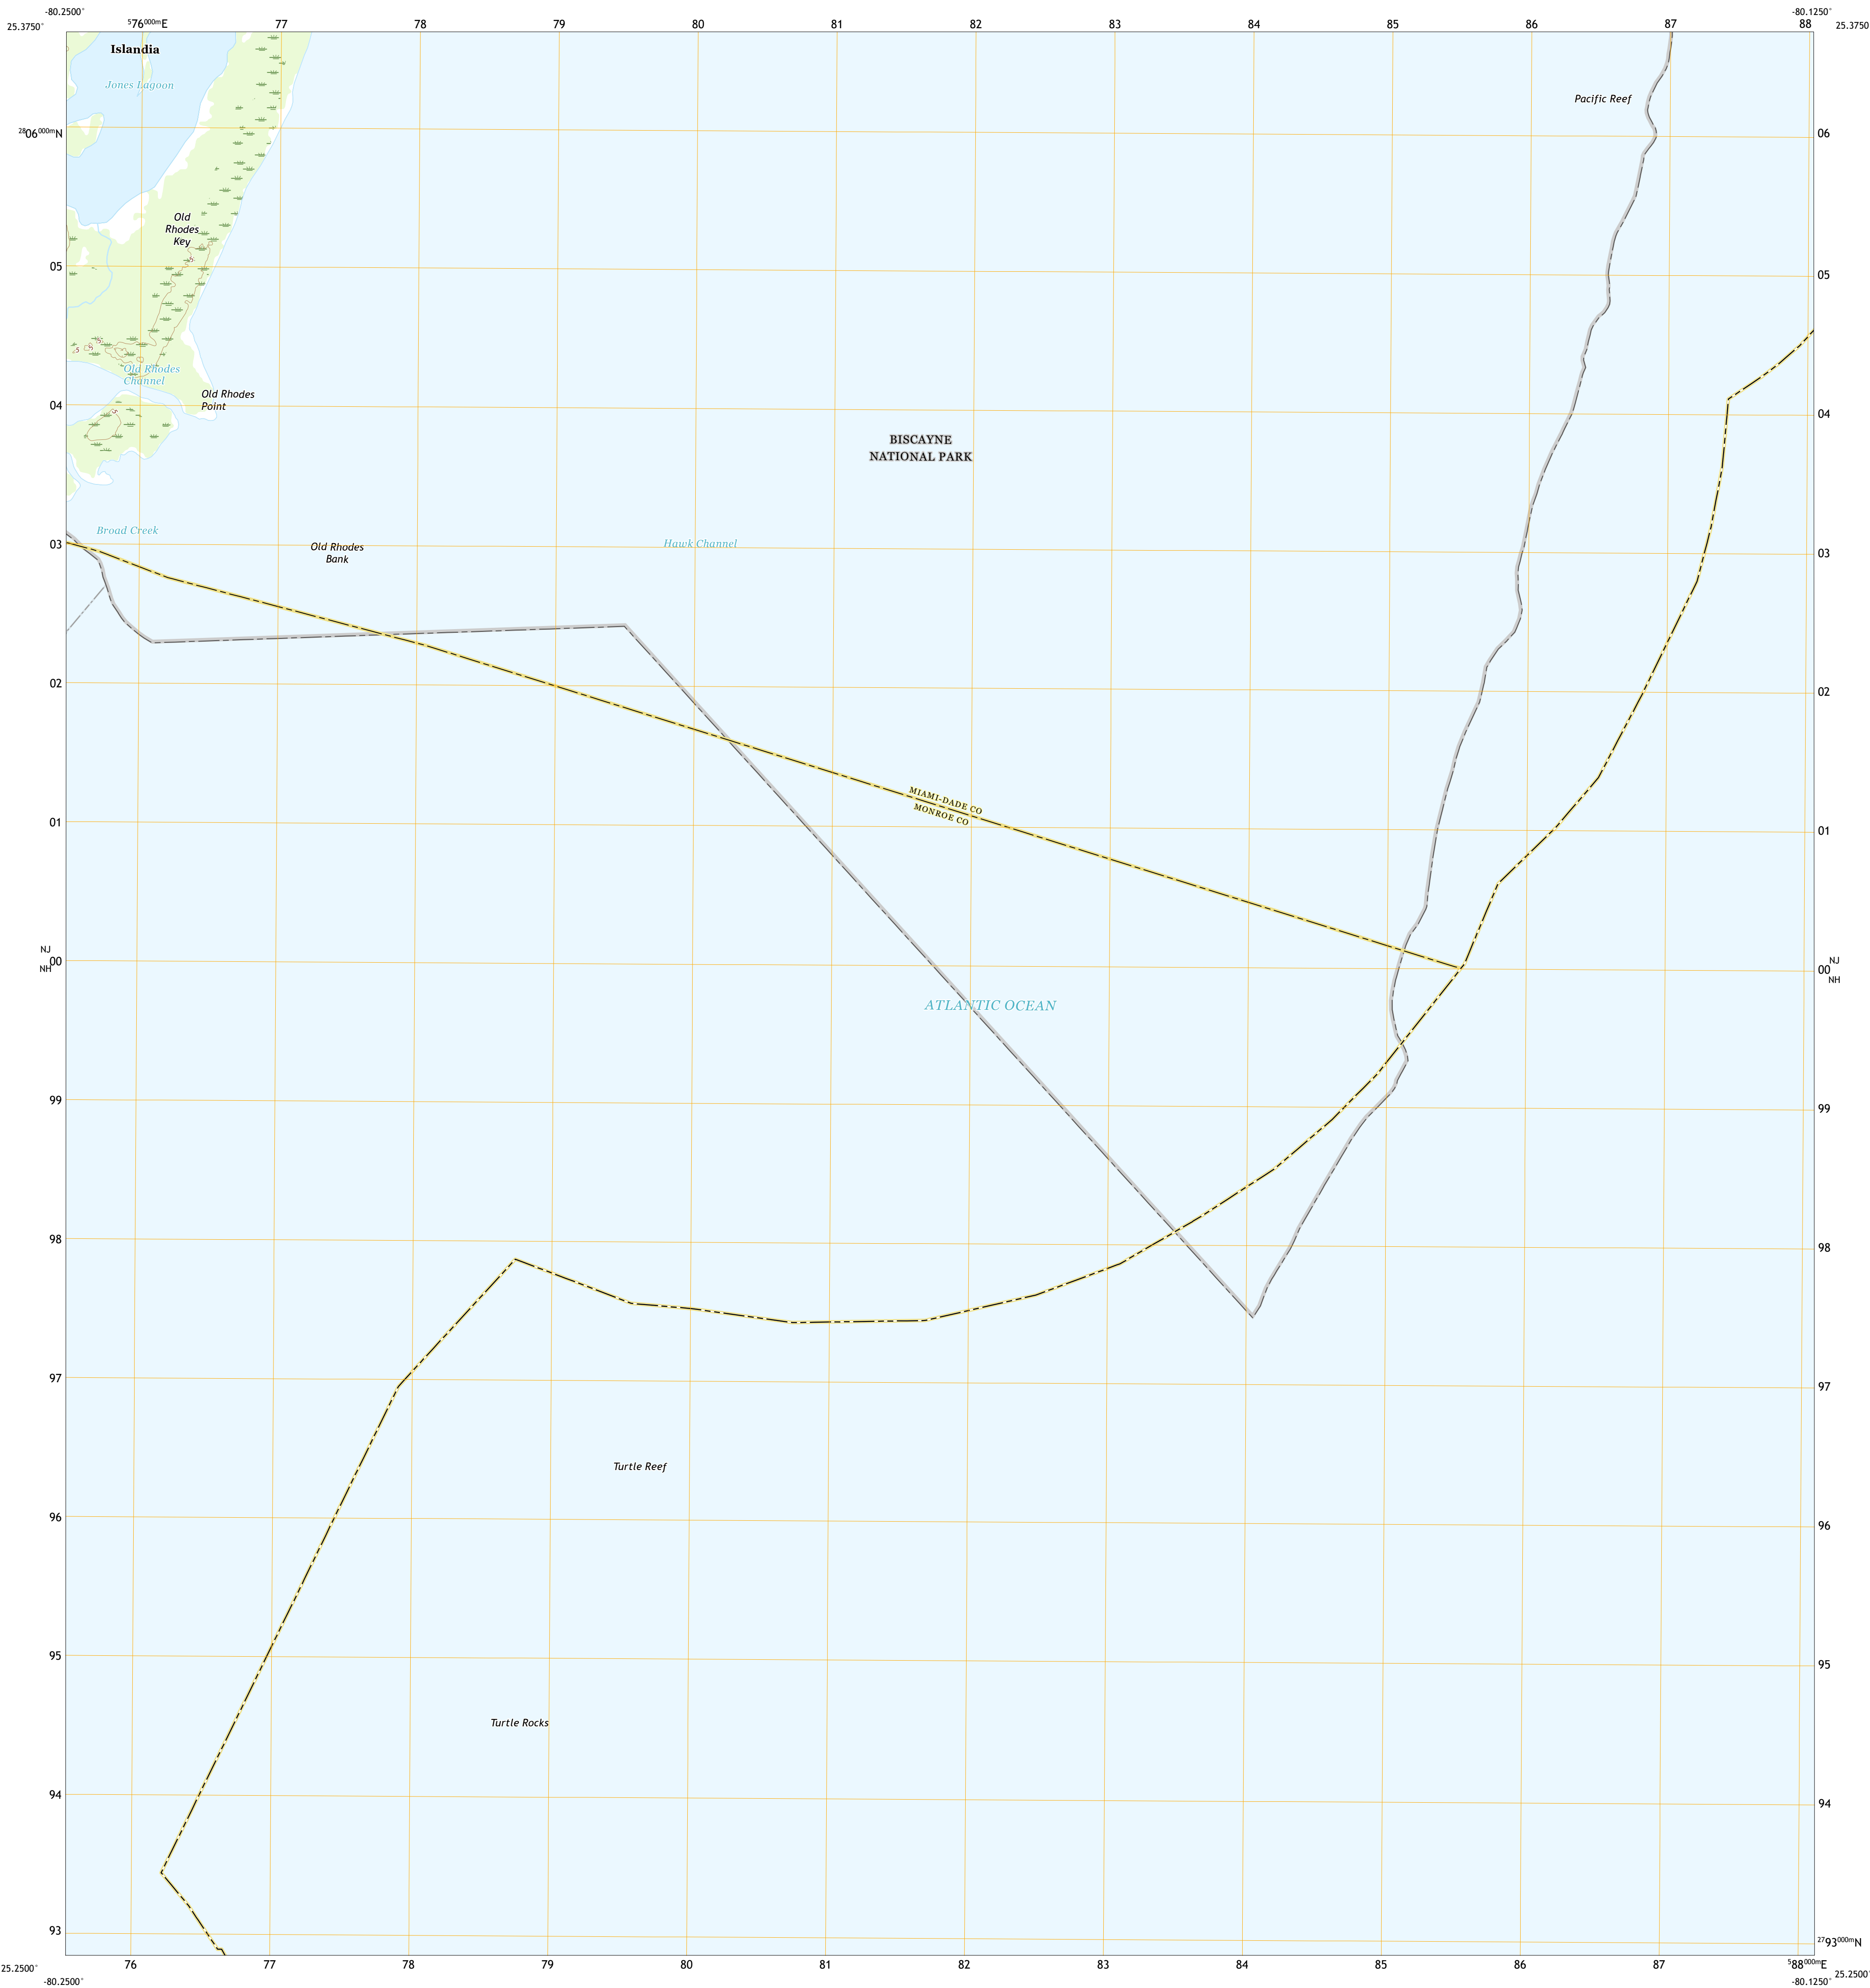 -80.2500°
-80.1250°
25.3750°
576000mE
77
78
79
80
81
82
83
84
85
86
87
88
25.3750
Islandia
Jones Lagoon
Pacific Reef
2806000mN
06
Old
Rhodes
Key
05
05
5
5
5
5
Old Rhodes
Channel
Old Rhodes
Point
04
04
5
BISCAYNE
NATIONAL PARK
Broad Creek
03
Old Rhodes
Bank
Hawk Channel
03
02
02
MIAMI-DADE CO
MONROE CO
01
01
NJ
NH
00
NJ
NH
00
ATLANTIC OCEAN
99
99
98
98
97
97
Turtle Reef
96
96
95
95
Turtle Rocks
94
94
93
2793000mN
25.2500°
-80.2500°
76
77
78
79
80
81
82
83
84
85
86
87
588000mE
25.2500°
-80.1250°